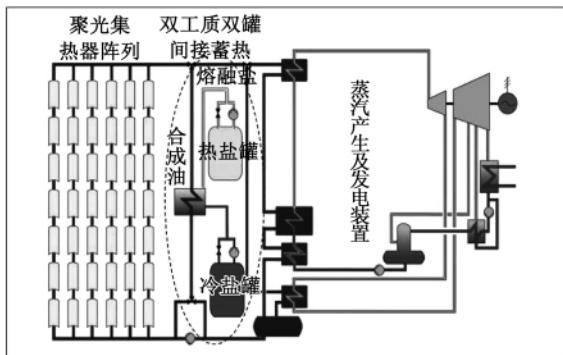 聚光集
热器阵列
双工质双罐
间接蓄热
熔融盐
热盐罐
合成油
冷盐罐
蒸汽产生及发电装置